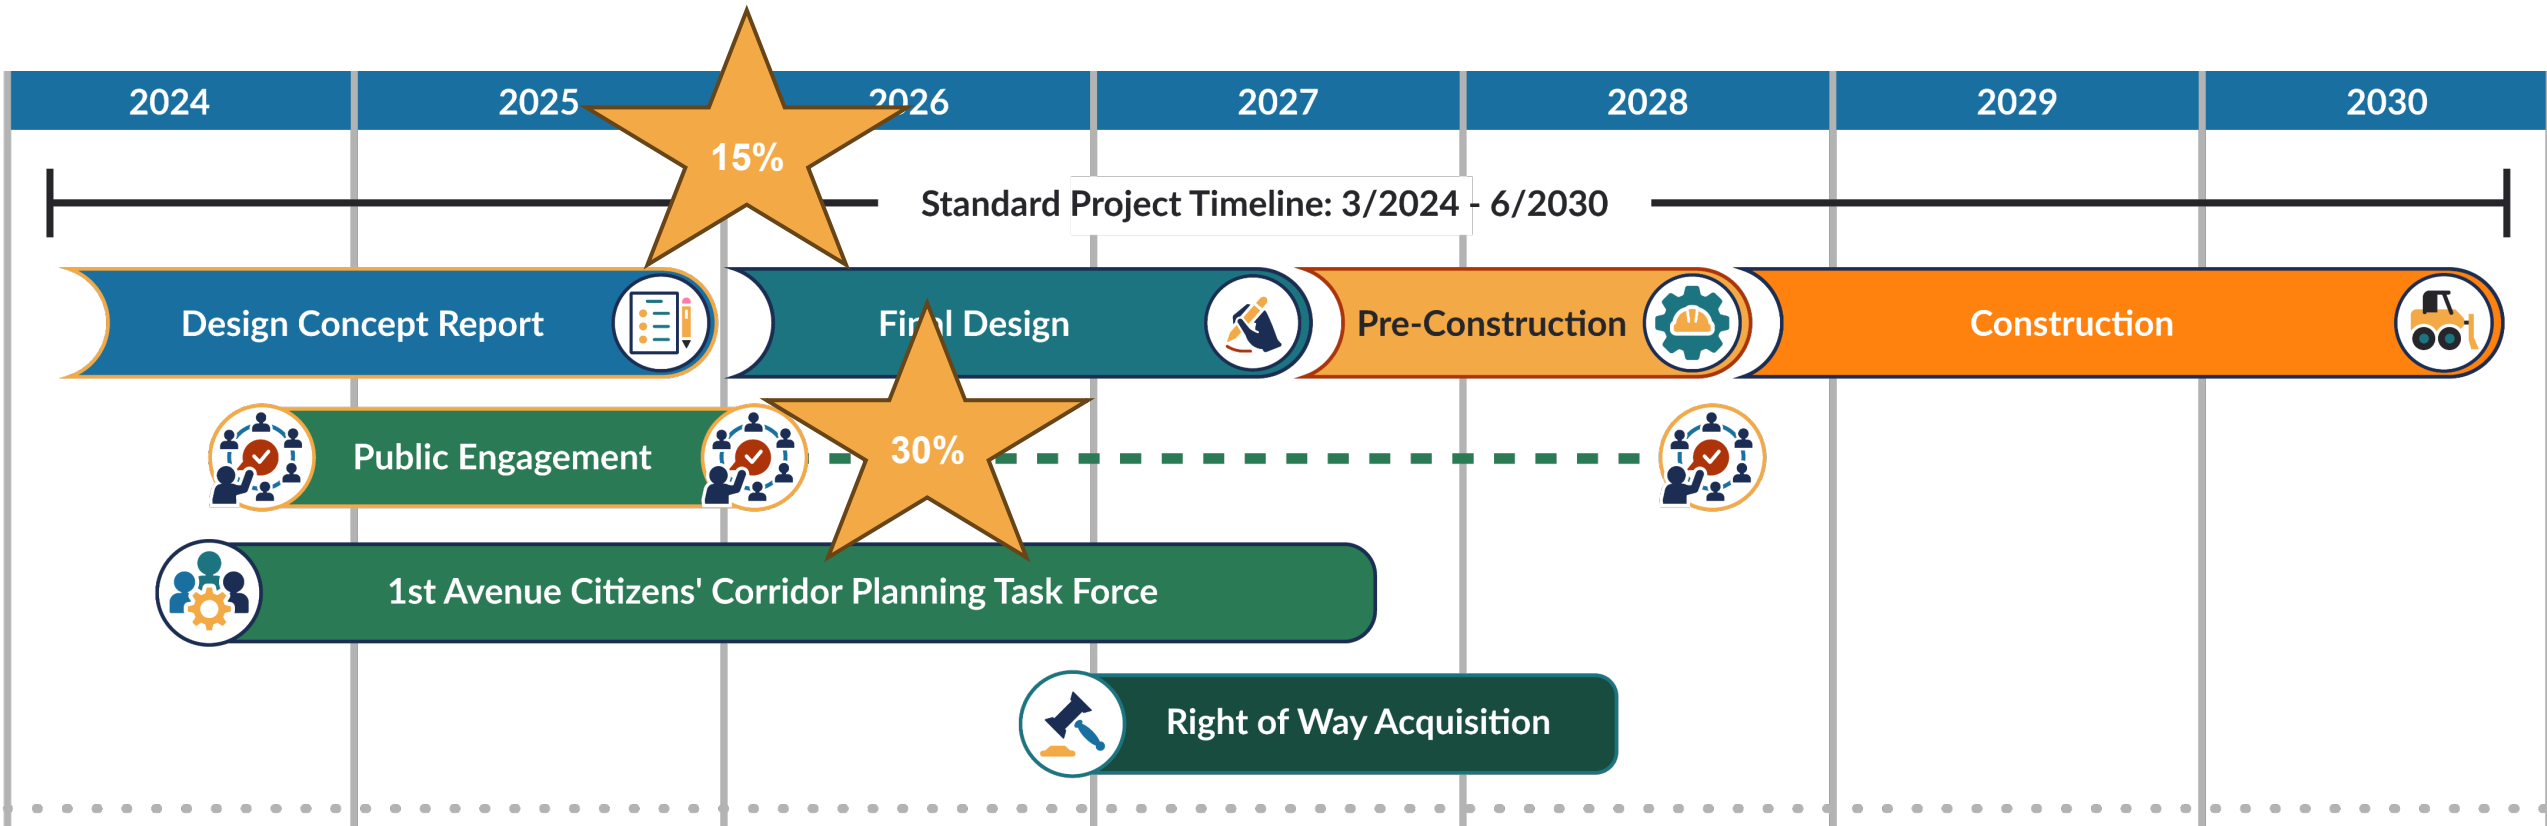 2024 2025 2026 2027 2028 2029 2030
15%
Standard Project Timeline: 3/2024 - 6/2030
Design Concept Report Final Design Pre-Construction Construction
Public Engagement
30%
1st Avenue Citizens' Corridor Planning Task Force
Right of Way Acquisition